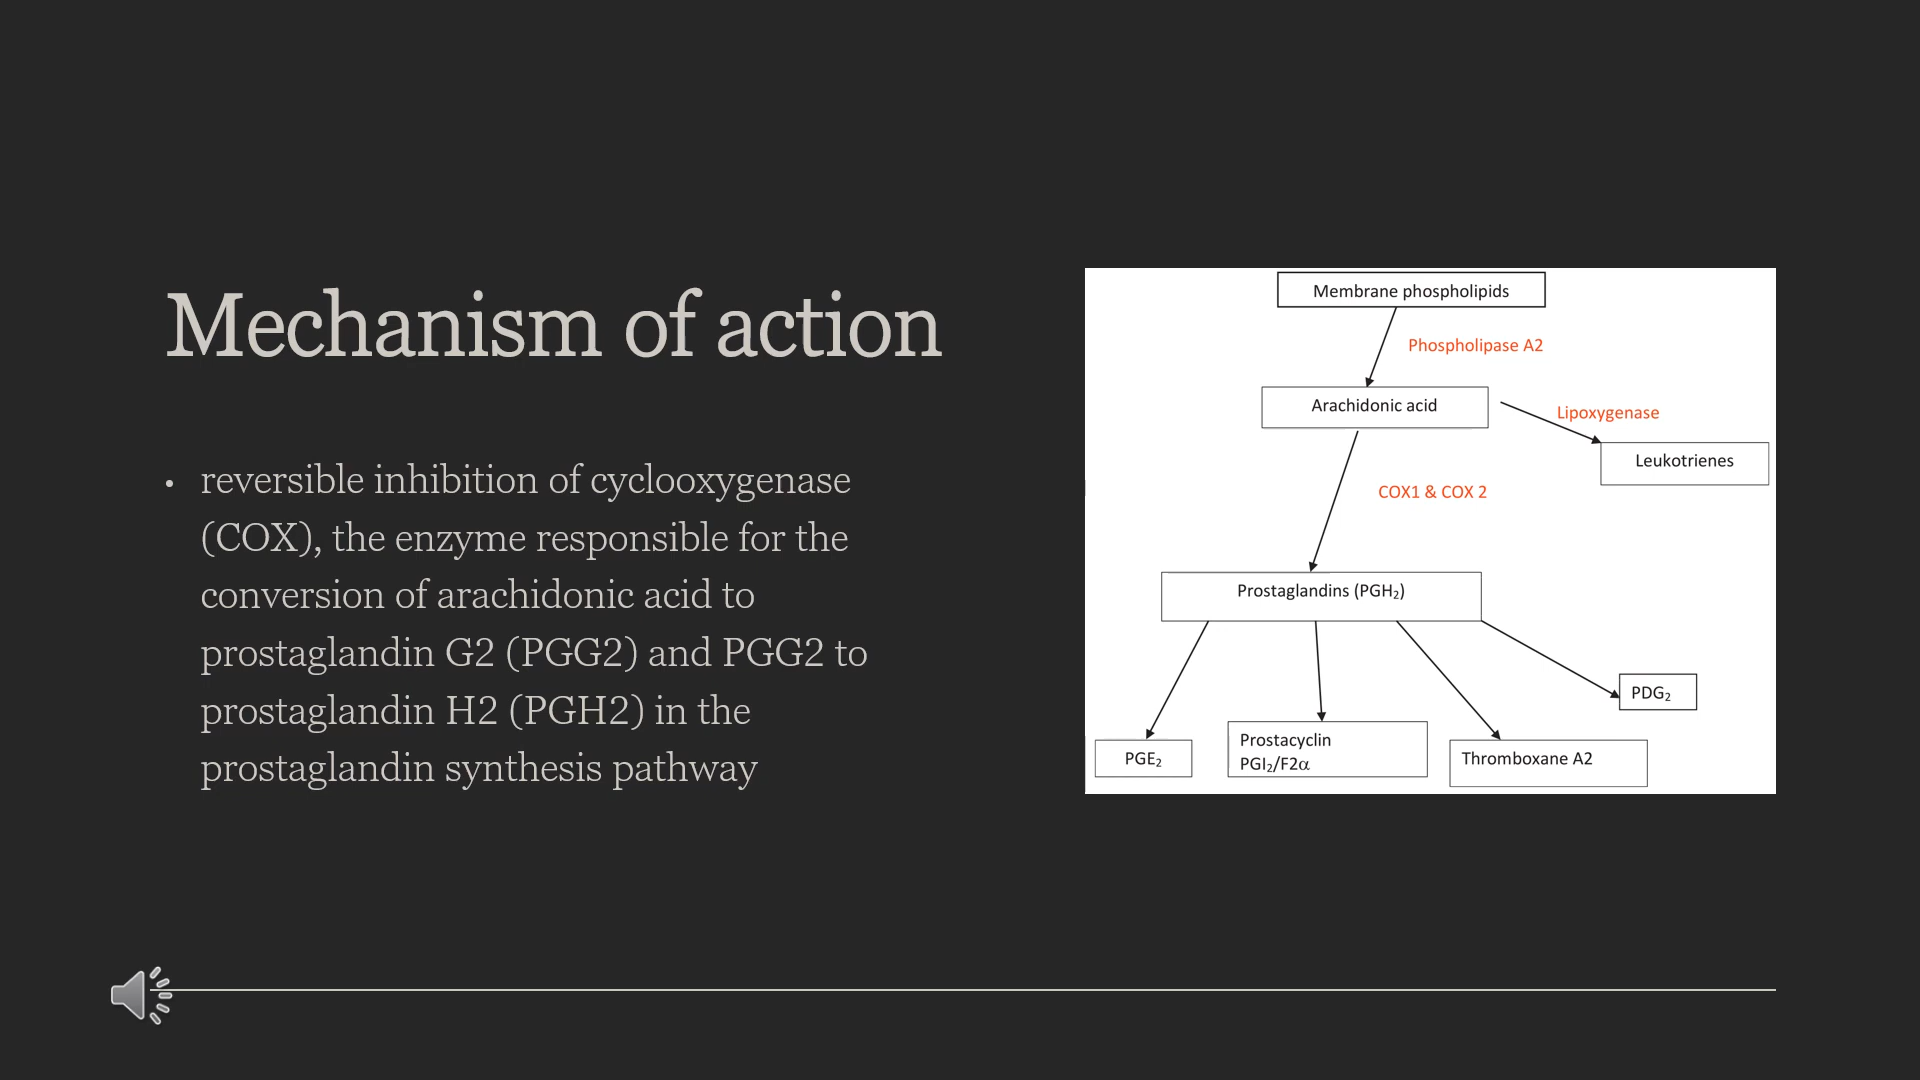 Mechanism of action
• reversible inhibition of cyclooxygenase
(COX), the enzyme responsible for the
conversion of arachidonic acid to
prostaglandin G2 (PGG2) and PGG2 to
prostaglandin H2 (PGH2) in the
prostaglandin synthesis pathway
Membrane phospholipids
Phospholipase A2
Arachidonic acid
Lipoxygenase
Leukotrienes
COX1 & COX 2
Prostaglandins (PGH₂)
PDG₂
PGE₂
Prostacyclin
PGI₂/F2α
Thromboxane A2